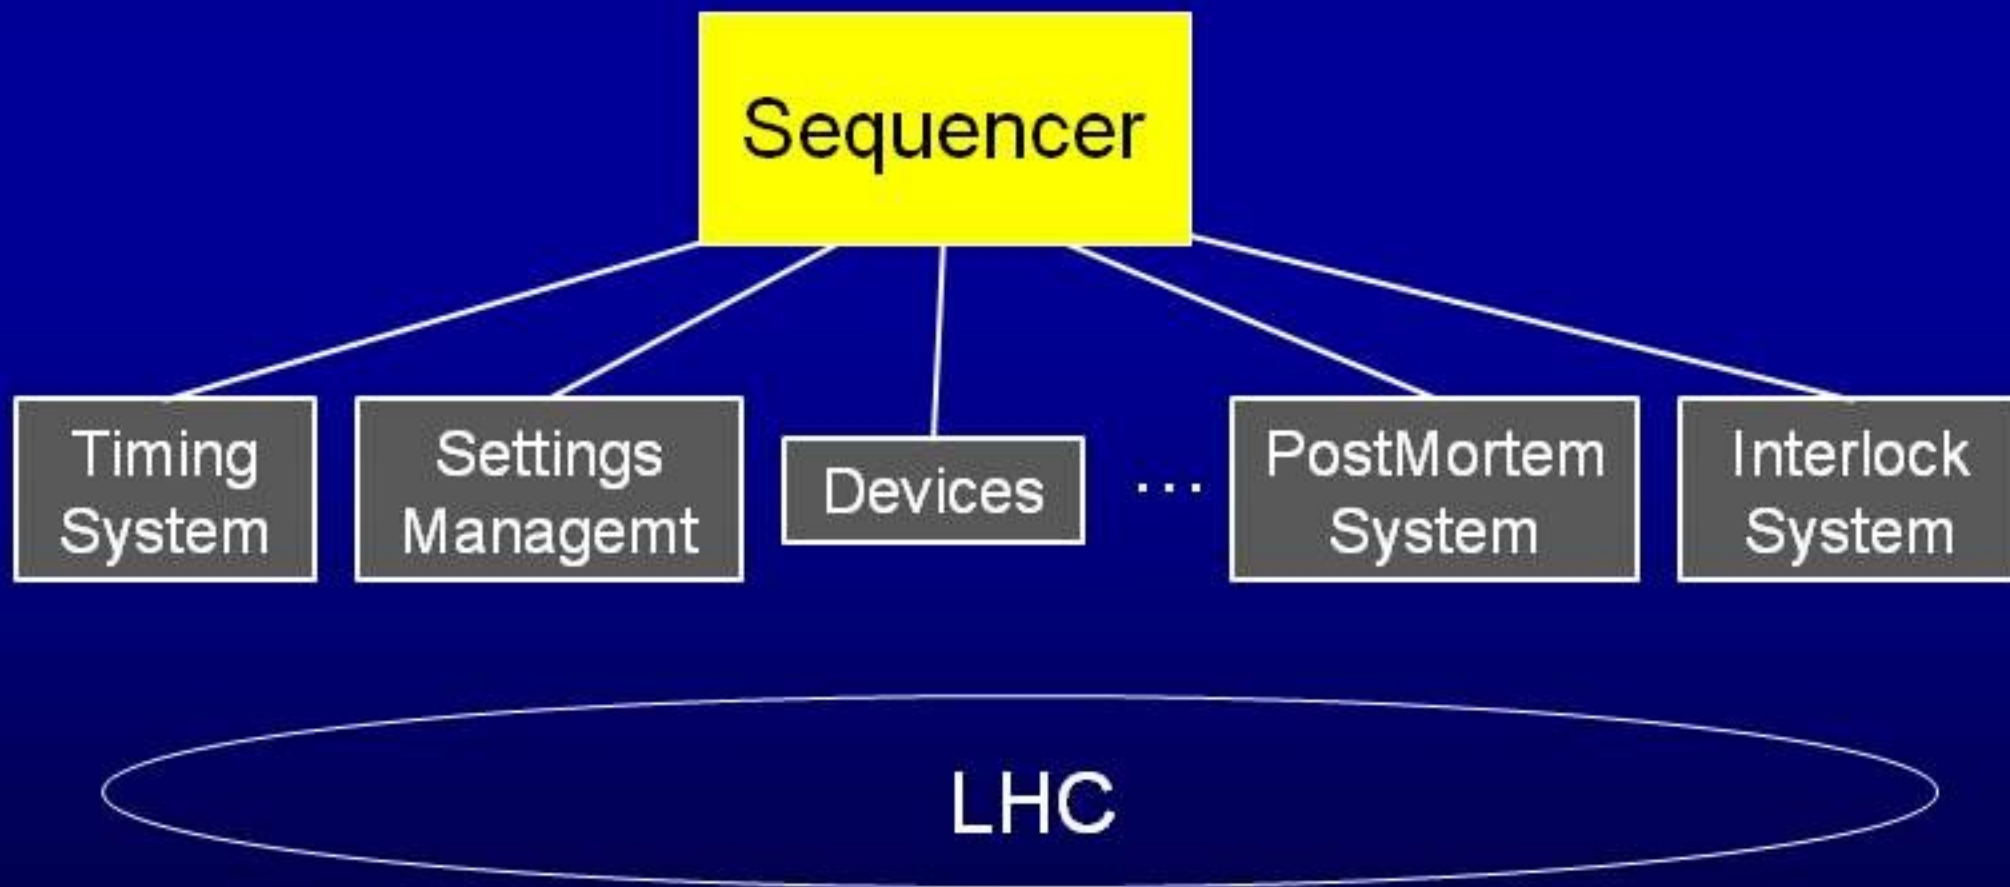 Sequencer
Timing
System
Settings
Managemt
Devices
...
PostMortem
System
Interlock
System
LHC